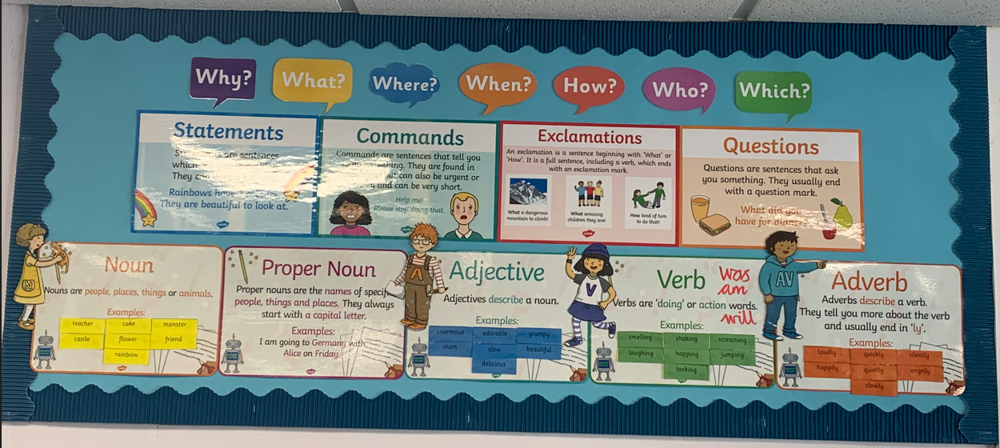 Why?
What?
Where?
When?
How?
Who?
Which?
Statements
are sentences
which
They
Rainbows have
They are beautiful to look at.
Commands
Commands are sentences that tell you
They are found in
but can also be urgent or
and can be very short.
Help me!
Please stop doing that.
Exclamations
An exclamation is a sentence beginning with 'What' or
'How'. It is a full sentence, including a verb, which ends
with an exclamation mark.
What a dangerous
mountain to climb!
What amazing
children they are!
How kind of him
to do that!
Questions
Questions are sentences that ask
you something. They usually end
with a question mark.
What did you
have for dinner?
Noun
N
Nouns are people, places, things or animals.
Examples:
teacher
cake
monster
castle
flower
friend
rainbow
Proper Noun
Proper nouns are the names of specific
people, things and places. They always
start with a capital letter.
Examples:
I am going to Germany with
Alice on Friday.
A
Adjective
Adjectives describe a noun.
Examples:
enormous
adorable
grumpy
short
slow
beautiful
delicious
V
Verb
was
am
will
Verbs are 'doing' or action words.
Examples:
smelling
shaking
screaming
laughing
hopping
jumping
looking
AV
Adverb
Adverbs describe a verb.
They tell you more about the verb
and usually end in 'ly'.
Examples:
loudly
quickly
silently
happily
quietly
angrily
slowly